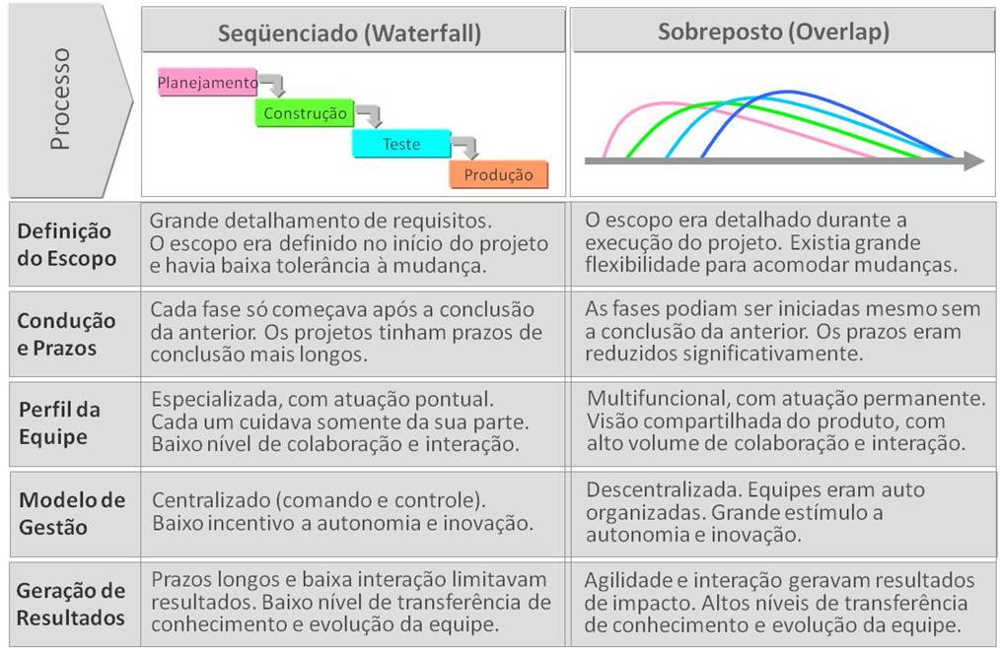 Processo
Seqüenciado (Waterfall)
Sobreposto (Overlap)
Planejamento
Construção
Teste
Produção
Definição
do Escopo
Grande detalhamento de requisitos.
O escopo era definido no início do projeto
e havia baixa tolerância à mudança.
O escopo era detalhado durante a
execução do projeto. Existia grande
flexibilidade para acomodar mudanças.
Condução
e Prazos
Cada fase só começava após a conclusão
da anterior. Os projetos tinham prazos de
conclusão mais longos.
As fases podiam ser iniciadas mesmo sem
a conclusão da anterior. Os prazos eram
reduzidos significativamente.
Perfil da
Equipe
Especializada, com atuação pontual.
Cada um cuidava somente da sua parte.
Baixo nível de colaboração e interação.
Multifuncional, com atuação permanente.
Visão compartilhada do produto, com
alto volume de colaboração e interação.
Modelo de
Gestão
Centralizado (comando e controle).
Baixo incentivo a autonomia e inovação.
Descentralizada. Equipes eram auto
organizadas. Grande estímulo a
autonomia e inovação.
Geração de
Resultados
Prazos longos e baixa interação limitavam
resultados. Baixo nível de transferência de
conhecimento e evolução da equipe.
Agilidade e interação geravam resultados
de impacto. Altos níveis de transferência
de conhecimento e evolução da equipe.